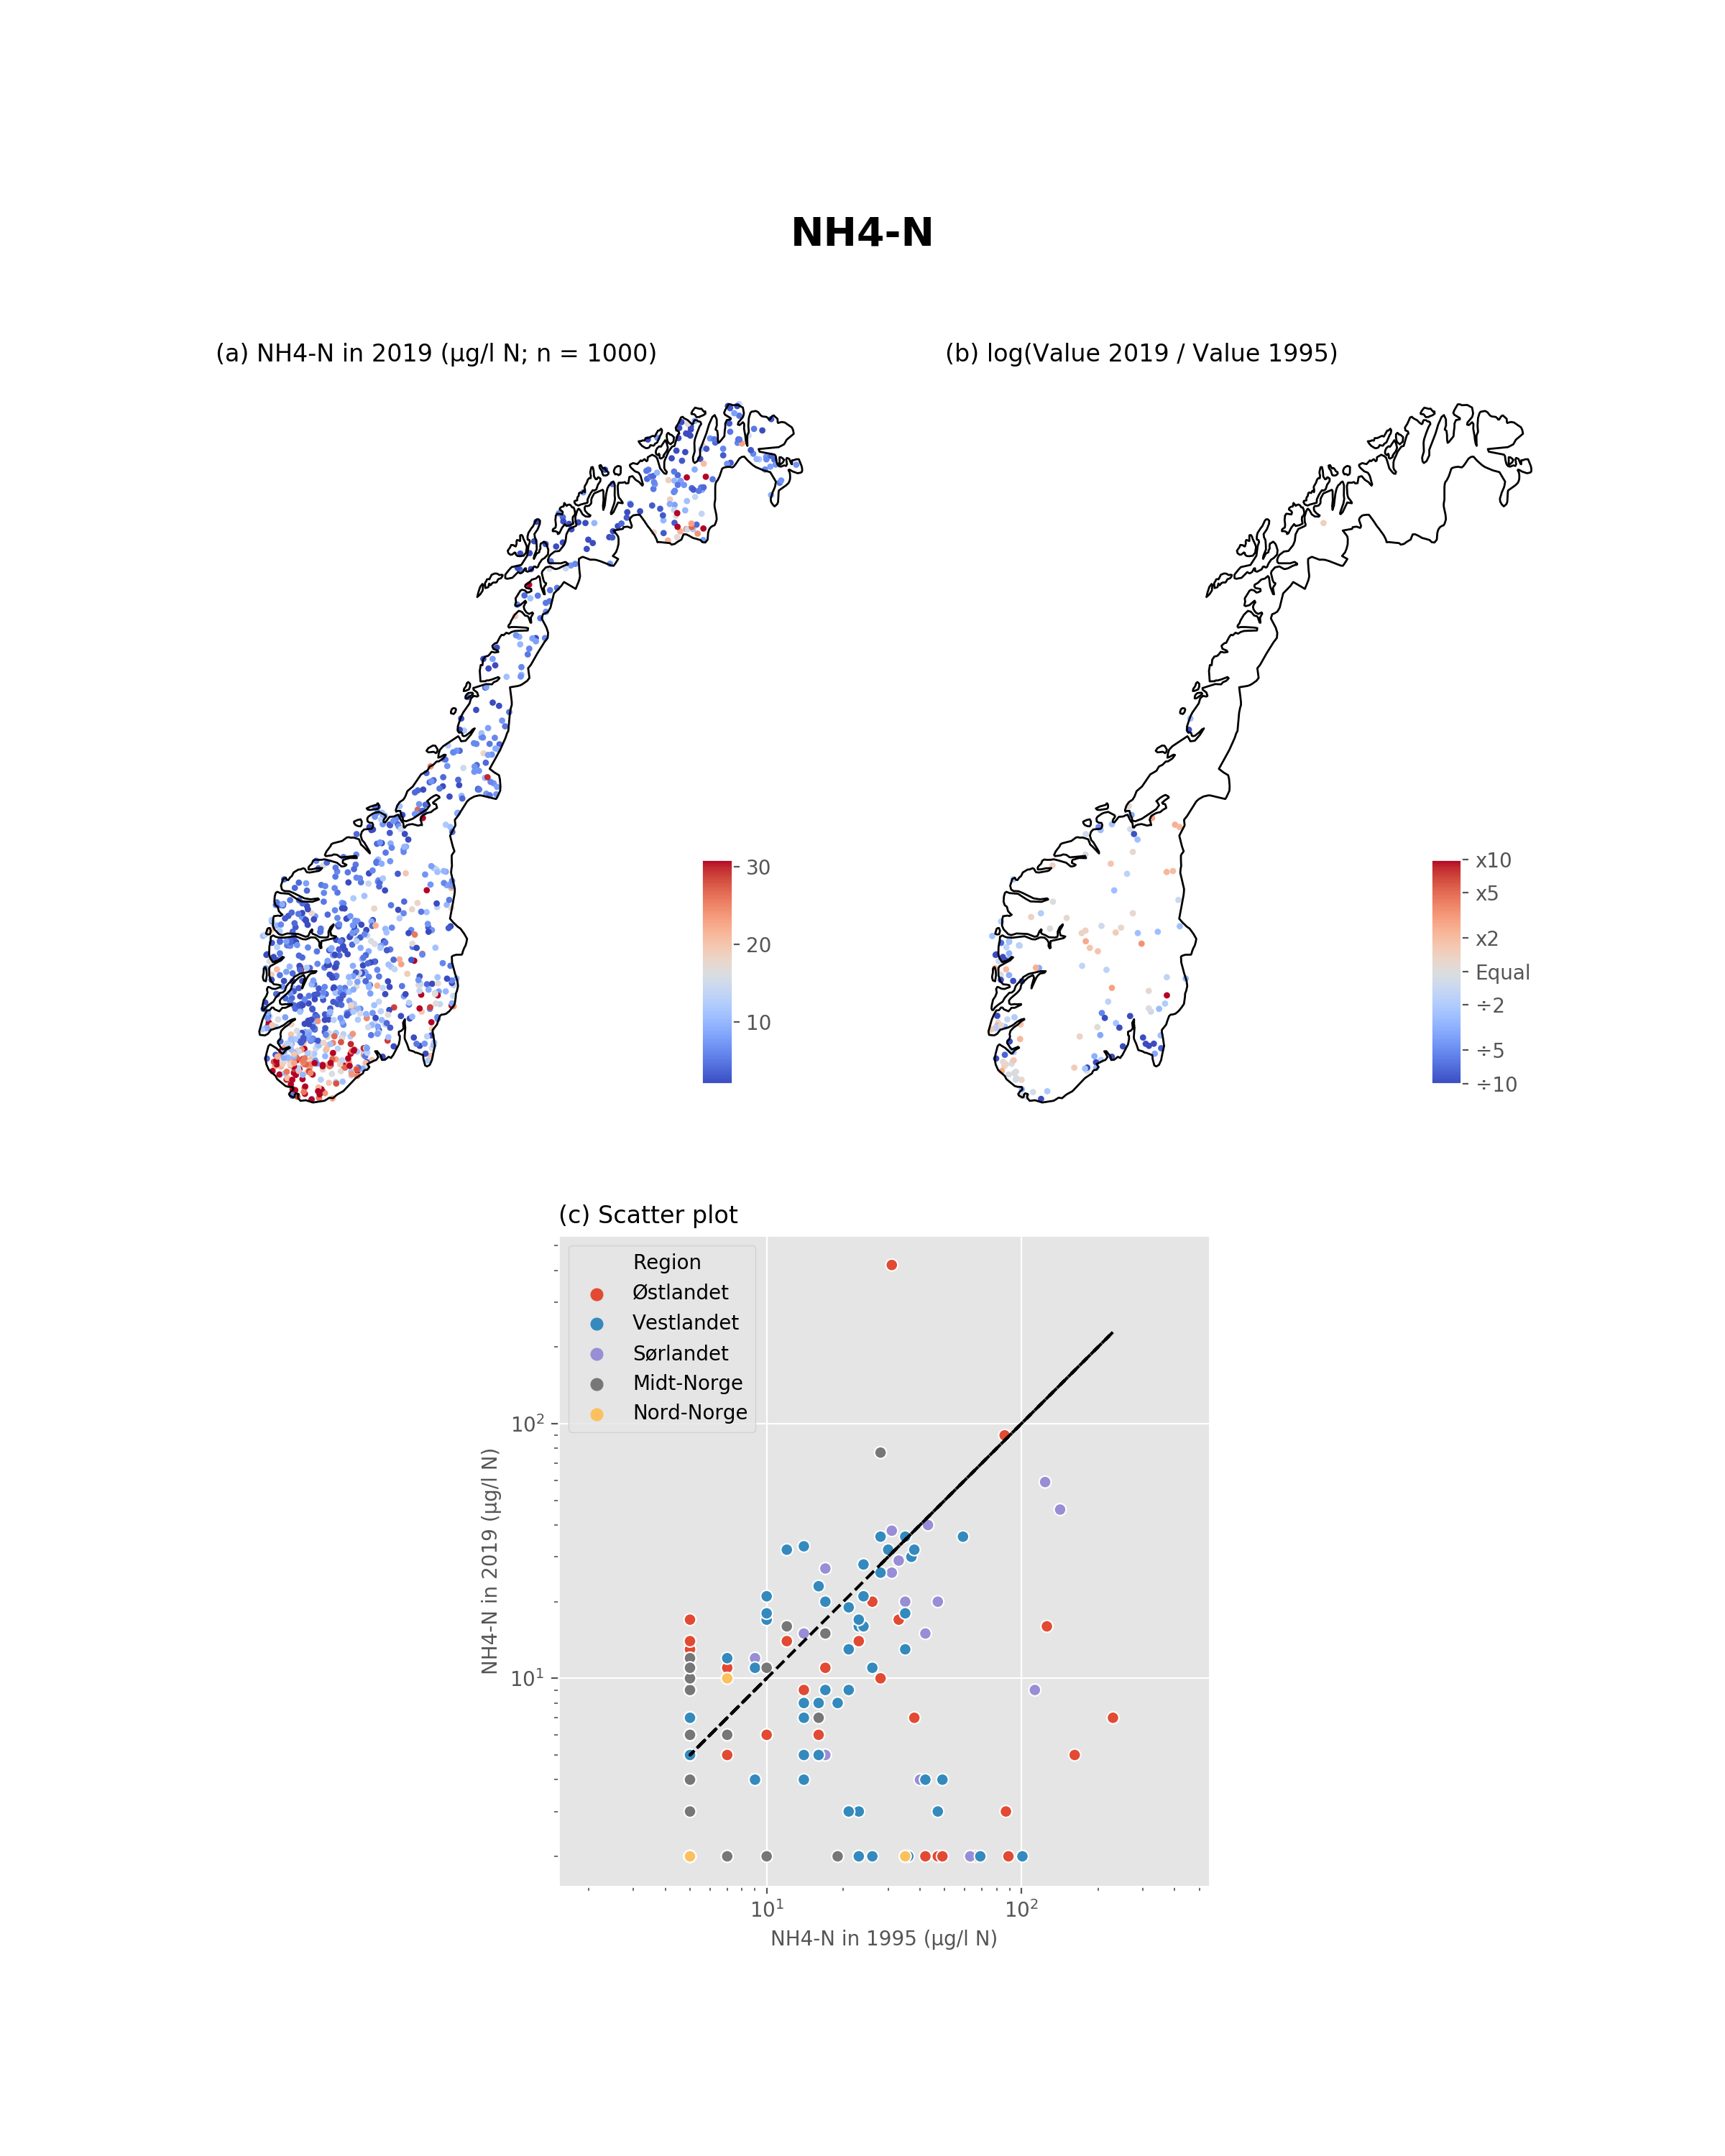 NH4-N
(a) NH4-N in 2019 (µg/l N; n = 1000)
(b) log(Value 2019 / Value 1995)
30
20
10
x10
x5
x2
Equal
÷2
÷5
÷10
(c) Scatter plot
Region
Østlandet
Vestlandet
Sørlandet
Midt-Norge
Nord-Norge
10²
10¹
NH4-N in 2019 (µg/l N)
10¹ 10²
NH4-N in 1995 (µg/l N)